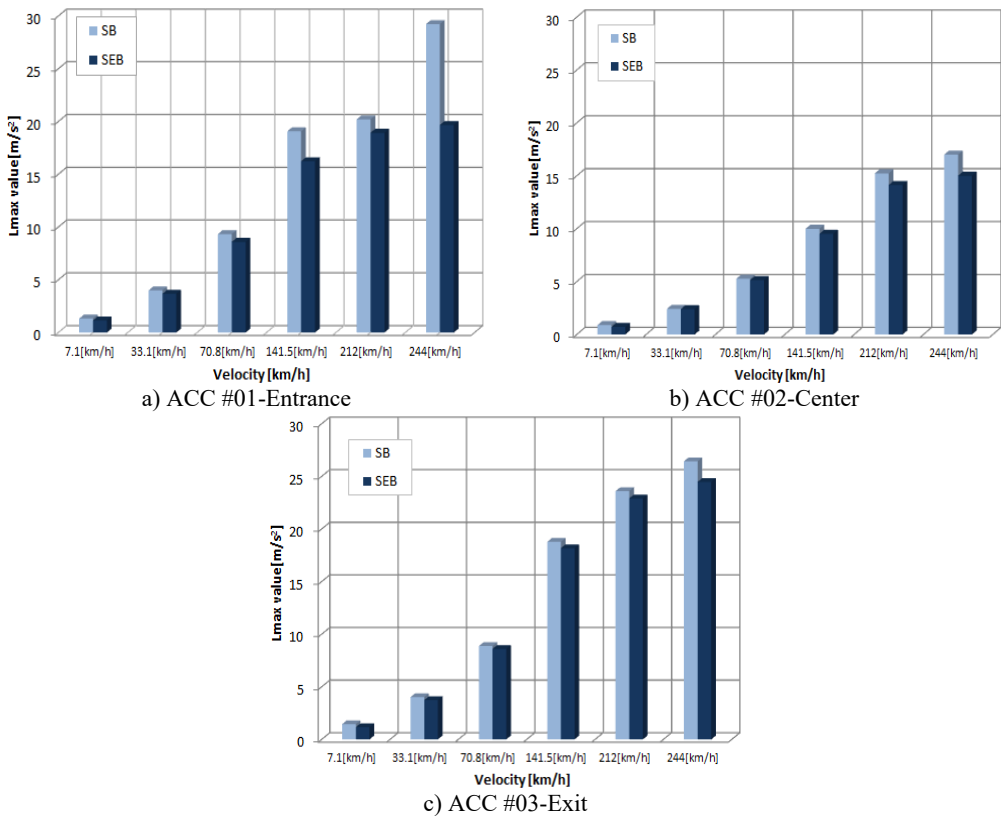 30
25
20
15
10
5
0
Lmax value[m/s²]
SB
SEB
7.1[km/h] 33.1[km/h] 70.8[km/h] 141.5[km/h] 212[km/h] 244[km/h]
Velocity[km/h]
a) ACC #01-Entrance
30
25
20
15
10
5
0
Lmax value[m/s²]
SB
SEB
7.1[km/h] 33.1[km/h] 70.8[km/h] 141.5[km/h] 212[km/h] 244[km/h]
Velocity[km/h]
b) ACC #02-Center
30
25
20
15
10
5
0
Lmax value[m/s²]
SB
SEB
7.1[km/h] 33.1[km/h] 70.8[km/h] 141.5[km/h] 212[km/h] 244[km/h]
Velocity[km/h]
c) ACC #03-Exit